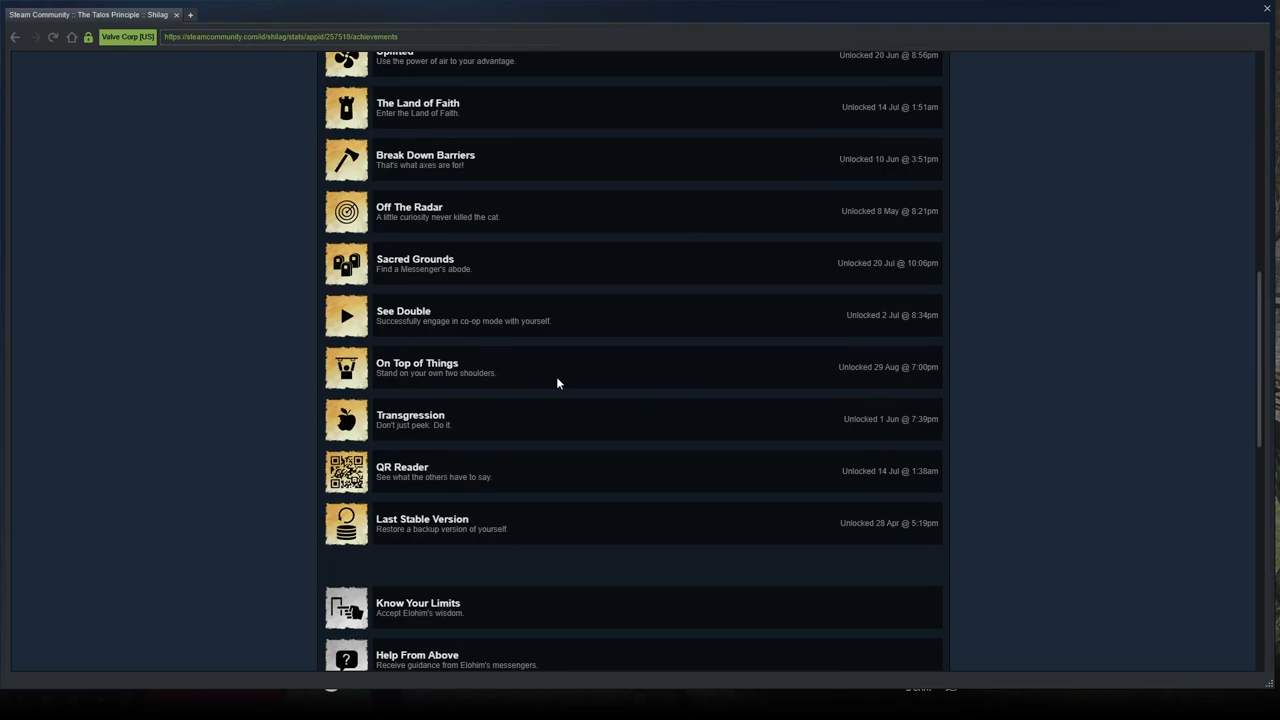 Steam Community :: The Talos Principle :: Shilag
Valve Corp [US]
https://steamcommunity.com/id/shilag/stats/appid/257510/achievements
Uplifted
Use the power of air to your advantage.
Unlocked 20 Jun @ 8:56pm
The Land of Faith
Enter the Land of Faith.
Unlocked 14 Jul @ 1:51am
Break Down Barriers
That's what axes are for!
Unlocked 10 Jun @ 3:51pm
Off The Radar
A little curiosity never killed the cat.
Unlocked 8 May @ 8:21pm
Sacred Grounds
Find a Messenger's abode.
Unlocked 20 Jul @ 10:06pm
See Double
Successfully engage in co-op mode with yourself.
Unlocked 2 Jul @ 8:34pm
On Top of Things
Stand on your own two shoulders.
Unlocked 29 Aug @ 7:00pm
Transgression
Don't just peek: Do it.
Unlocked 1 Jun @ 7:39pm
QR Reader
See what the others have to say.
Unlocked 14 Jul @ 1:38am
Last Stable Version
Restore a backup version of yourself.
Unlocked 28 Apr @ 5:19pm
Know Your Limits
Accept Elohim's wisdom.
Help From Above
Receive guidance from Elohim's messengers.